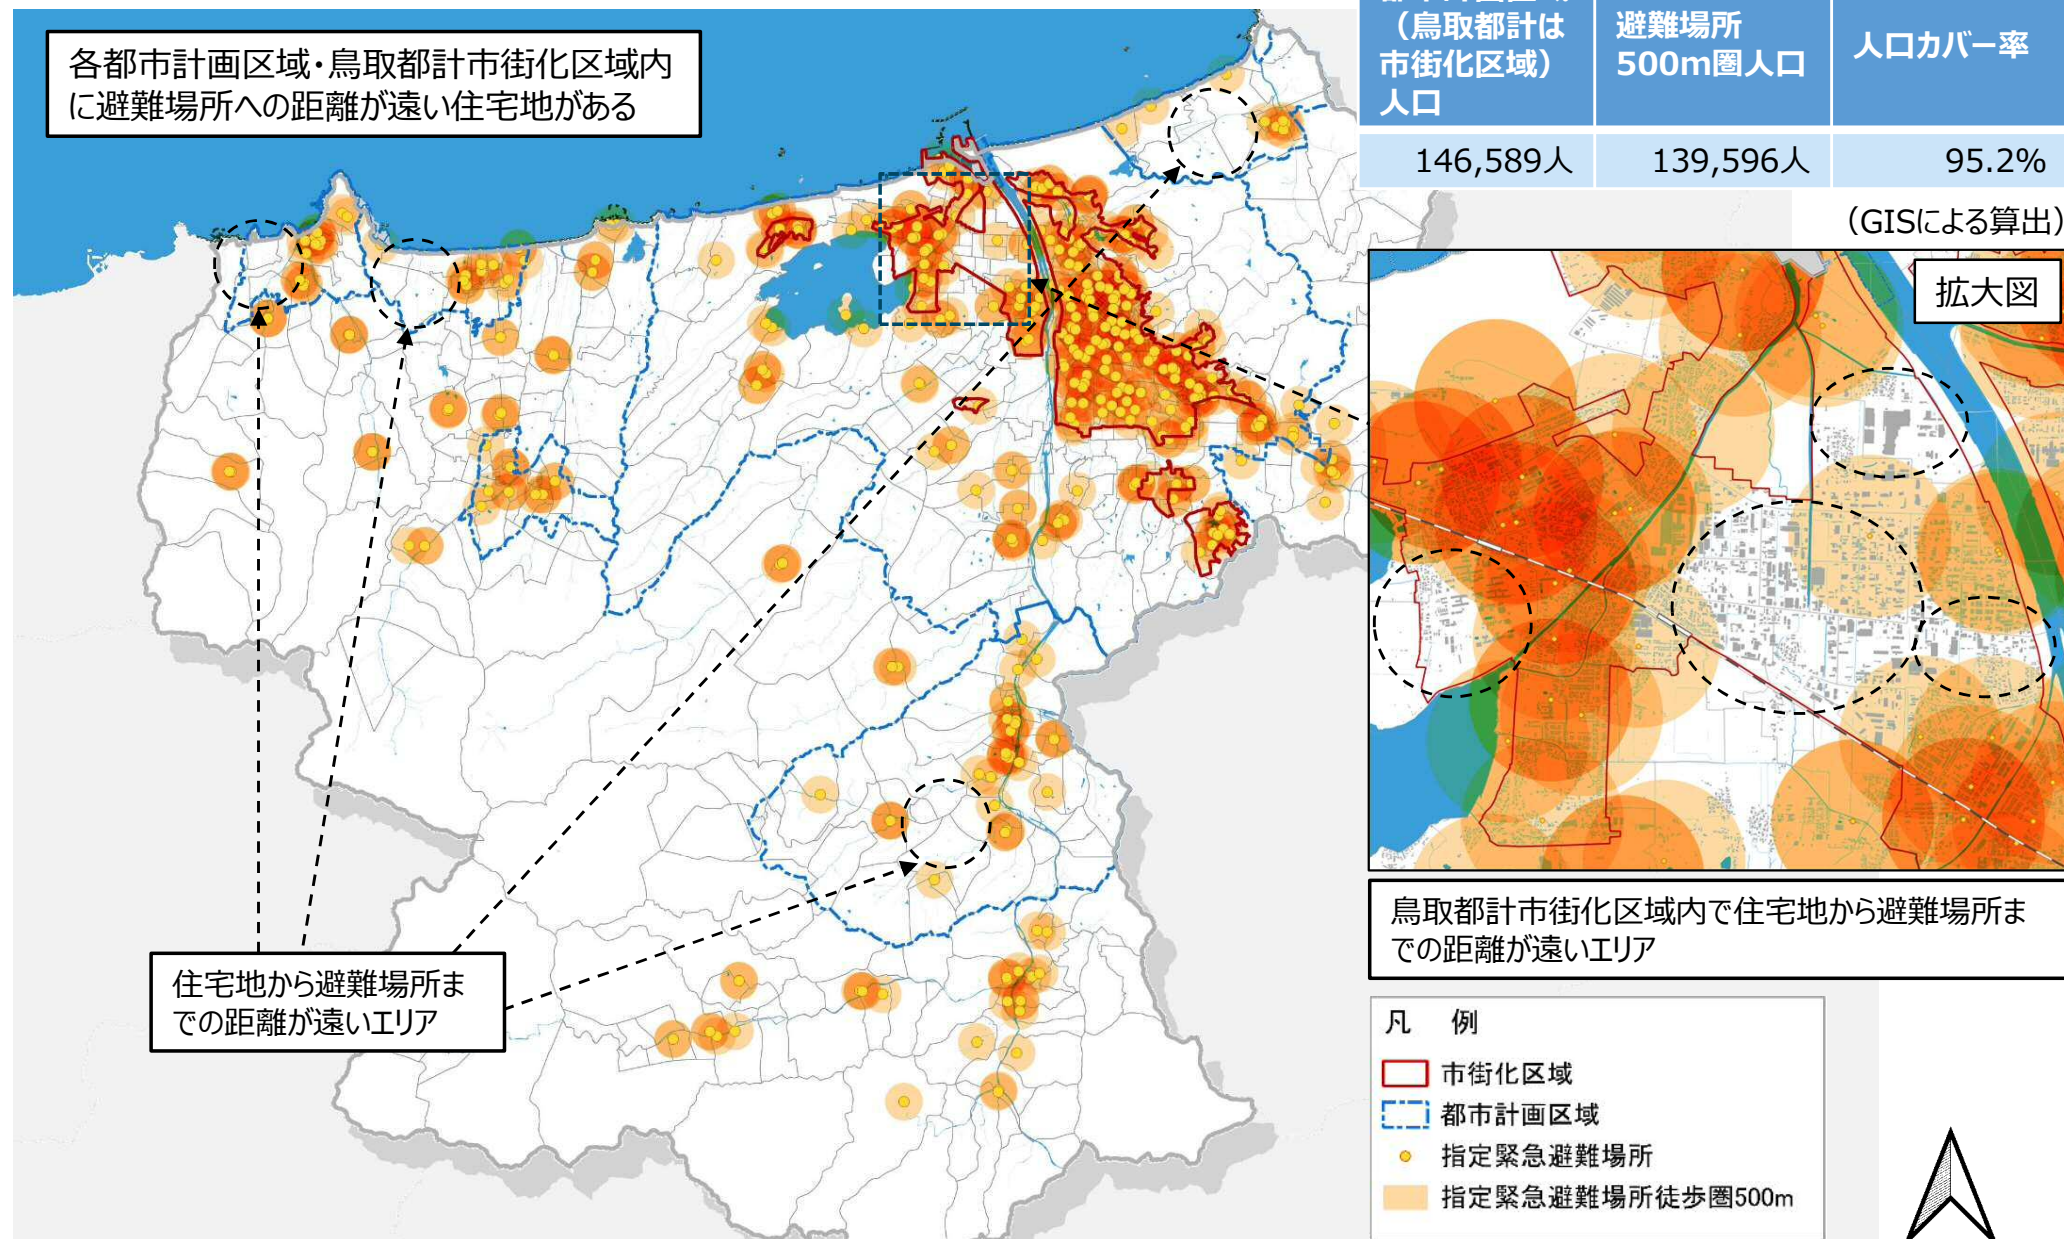 各都市計画区域・鳥取都計市街化区域内
に避難場所への距離が遠い住宅地がある
（鳥取都計は
市街化区域）
人口
避難場所
500m圏人口
人口カバー率
146,589人
139,596人
95.2%
（GISによる算出）
拡大図
鳥取都計市街化区域内で住宅地から避難場所ま
での距離が遠いエリア
住宅地から避難場所ま
での距離が遠いエリア
凡 例
市街化区域
都市計画区域
指定緊急避難場所
指定緊急避難場所徒歩圏500m